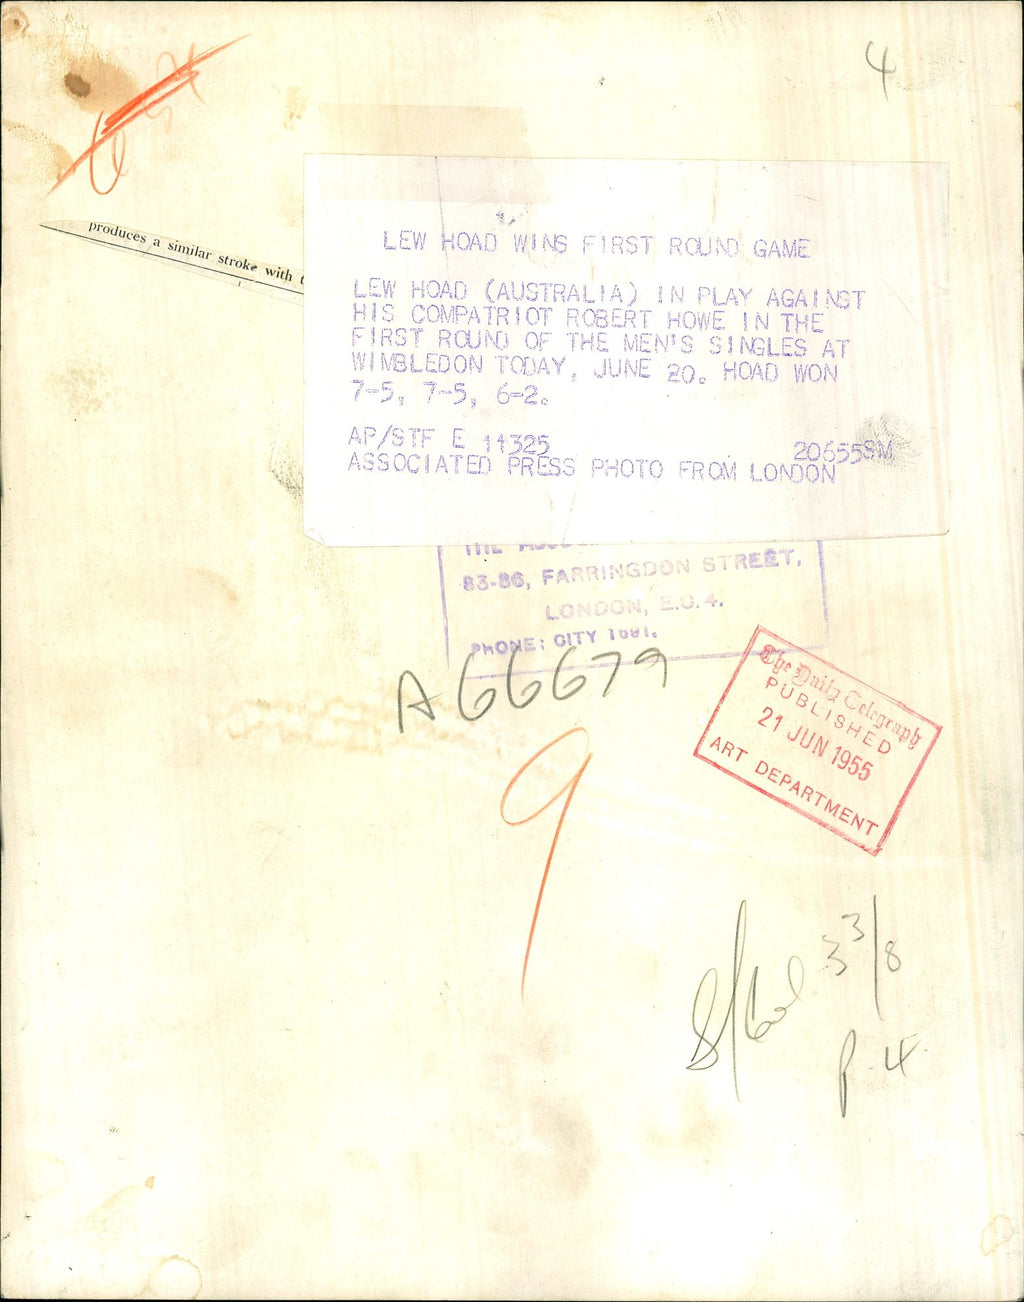 4
produces a similar stroke with t
LEW HOAD WINS FIRST ROUND GAME
LEW HOAD (AUSTRALIA) IN PLAY AGAINST
HIS COMPATRIOT ROBERT HOWE IN THE
FIRST ROUND OF THE MEN'S SINGLES AT
WIMBLEDON TODAY, JUNE 20. HOAD WON
7-5, 7-5, 6-2.
AP/STF E 11325 20655SM
ASSOCIATED PRESS PHOTO FROM LONDON
83-86, FARRINGDON STREET,
LONDON, E.C.4.
PHONE: CITY 1691.
A66679
The Daily Telegraph
PUBLISHED
21 JUN 1955
ART DEPARTMENT
9
3 3/8
P.4.